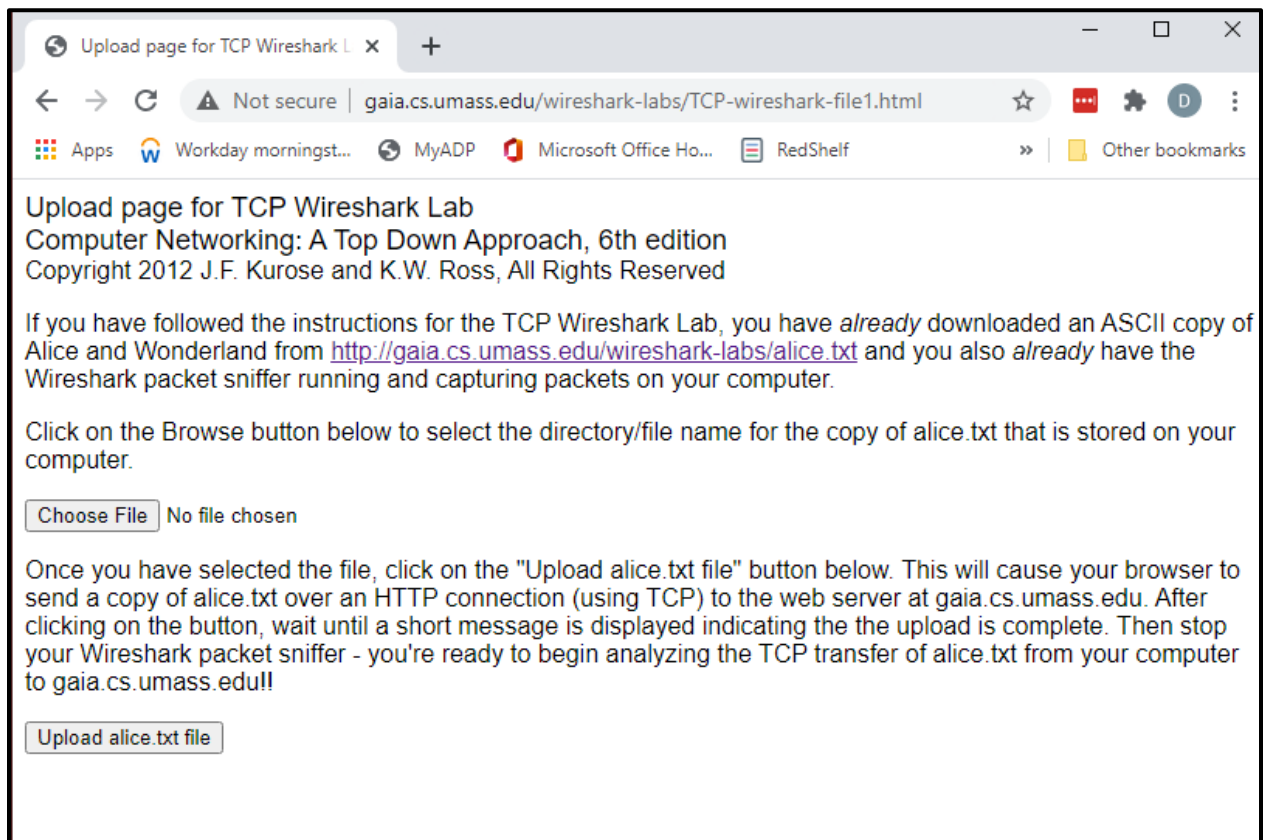 Upload page for TCP Wireshark L
Not secure | gaia.cs.umass.edu/wireshark-labs/TCP-wireshark-file1.html D
Apps Workday morningst... MyADP Microsoft Office Ho... RedShelf » Other bookmarks
Upload page for TCP Wireshark Lab
Computer Networking: A Top Down Approach, 6th edition
Copyright 2012 J.F. Kurose and K.W. Ross, All Rights Reserved
If you have followed the instructions for the TCP Wireshark Lab, you have already downloaded an ASCII copy of
Alice and Wonderland from http://gaia.cs.umass.edu/wireshark-labs/alice.txt and you also already have the
Wireshark packet sniffer running and capturing packets on your computer.
Click on the Browse button below to select the directory/file name for the copy of alice.txt that is stored on your
computer.
Choose File No file chosen
Once you have selected the file, click on the "Upload alice.txt file" button below. This will cause your browser to
send a copy of alice.txt over an HTTP connection (using TCP) to the web server at gaia.cs.umass.edu. After
clicking on the button, wait until a short message is displayed indicating the the upload is complete. Then stop
your Wireshark packet sniffer - you're ready to begin analyzing the TCP transfer of alice.txt from your computer
to gaia.cs.umass.edu!!
Upload alice.txt file